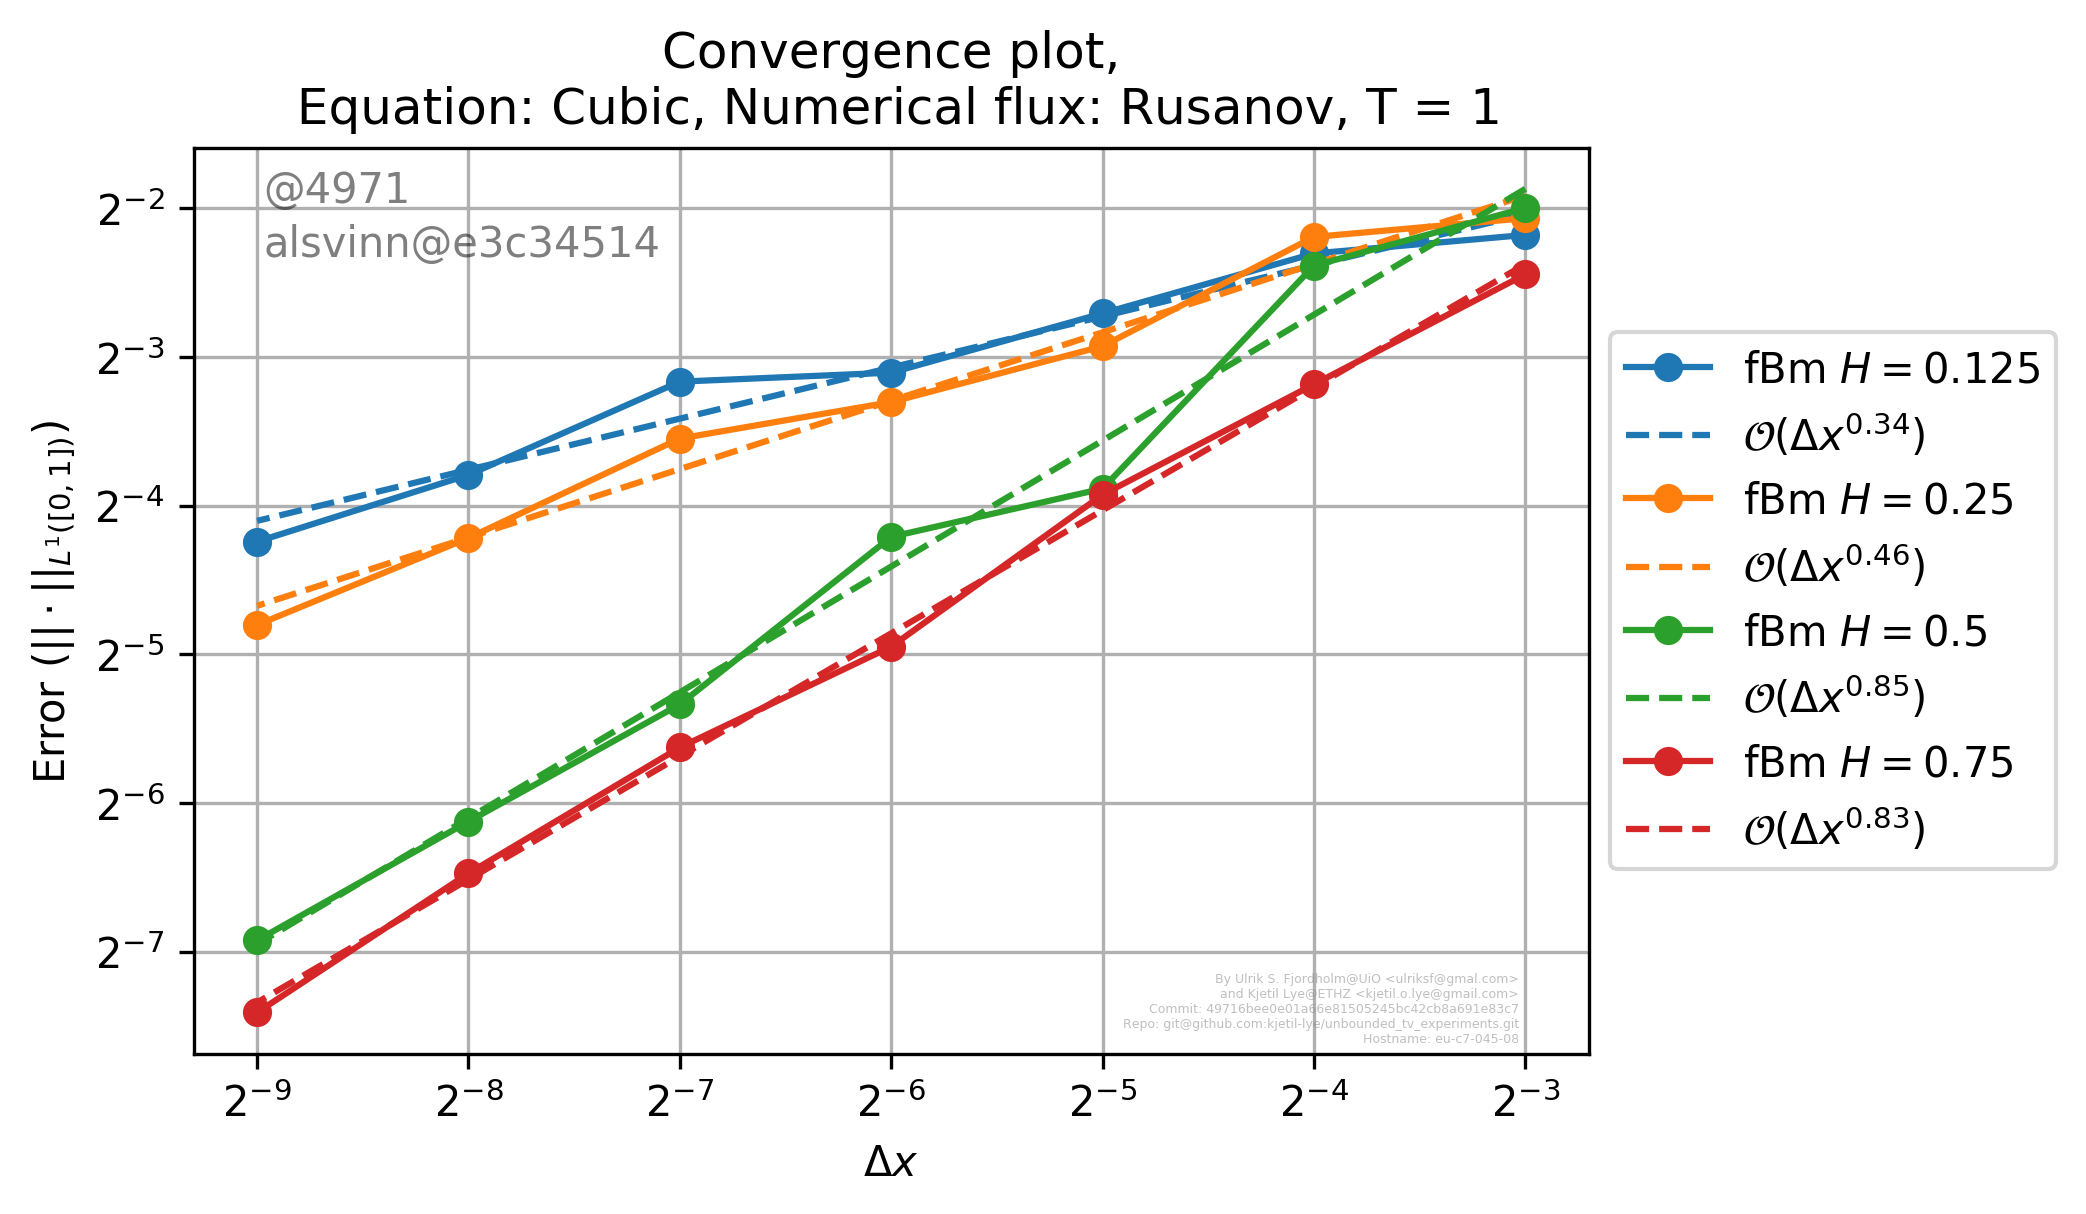 Convergence plot,
Equation: Cubic, Numerical flux: Rusanov, T = 1
@4971
alsvinn@e3c34514
Error (|| · ||_{L^1([0, 1])})
2^{-2}
2^{-3}
2^{-4}
2^{-5}
2^{-6}
2^{-7}
2^{-9} 2^{-8} 2^{-7} 2^{-6} 2^{-5} 2^{-4} 2^{-3}
Δx
fBm H = 0.125
𝒪(Δx^{0.34})
fBm H = 0.25
𝒪(Δx^{0.46})
fBm H = 0.5
𝒪(Δx^{0.85})
fBm H = 0.75
𝒪(Δx^{0.83})
By Ulrik S. Fjordholm@UiO <ulriksf@gmal.com>
and Kjetil Lye@ETHZ <kjetil.o.lye@gmail.com>
Commit: 49716bee0e01a66e81505245bc42cb8a691e83c7
Repo: git@github.com:kjetil-lye/unbounded_tv_experiments.git
Hostname: eu-c7-045-08